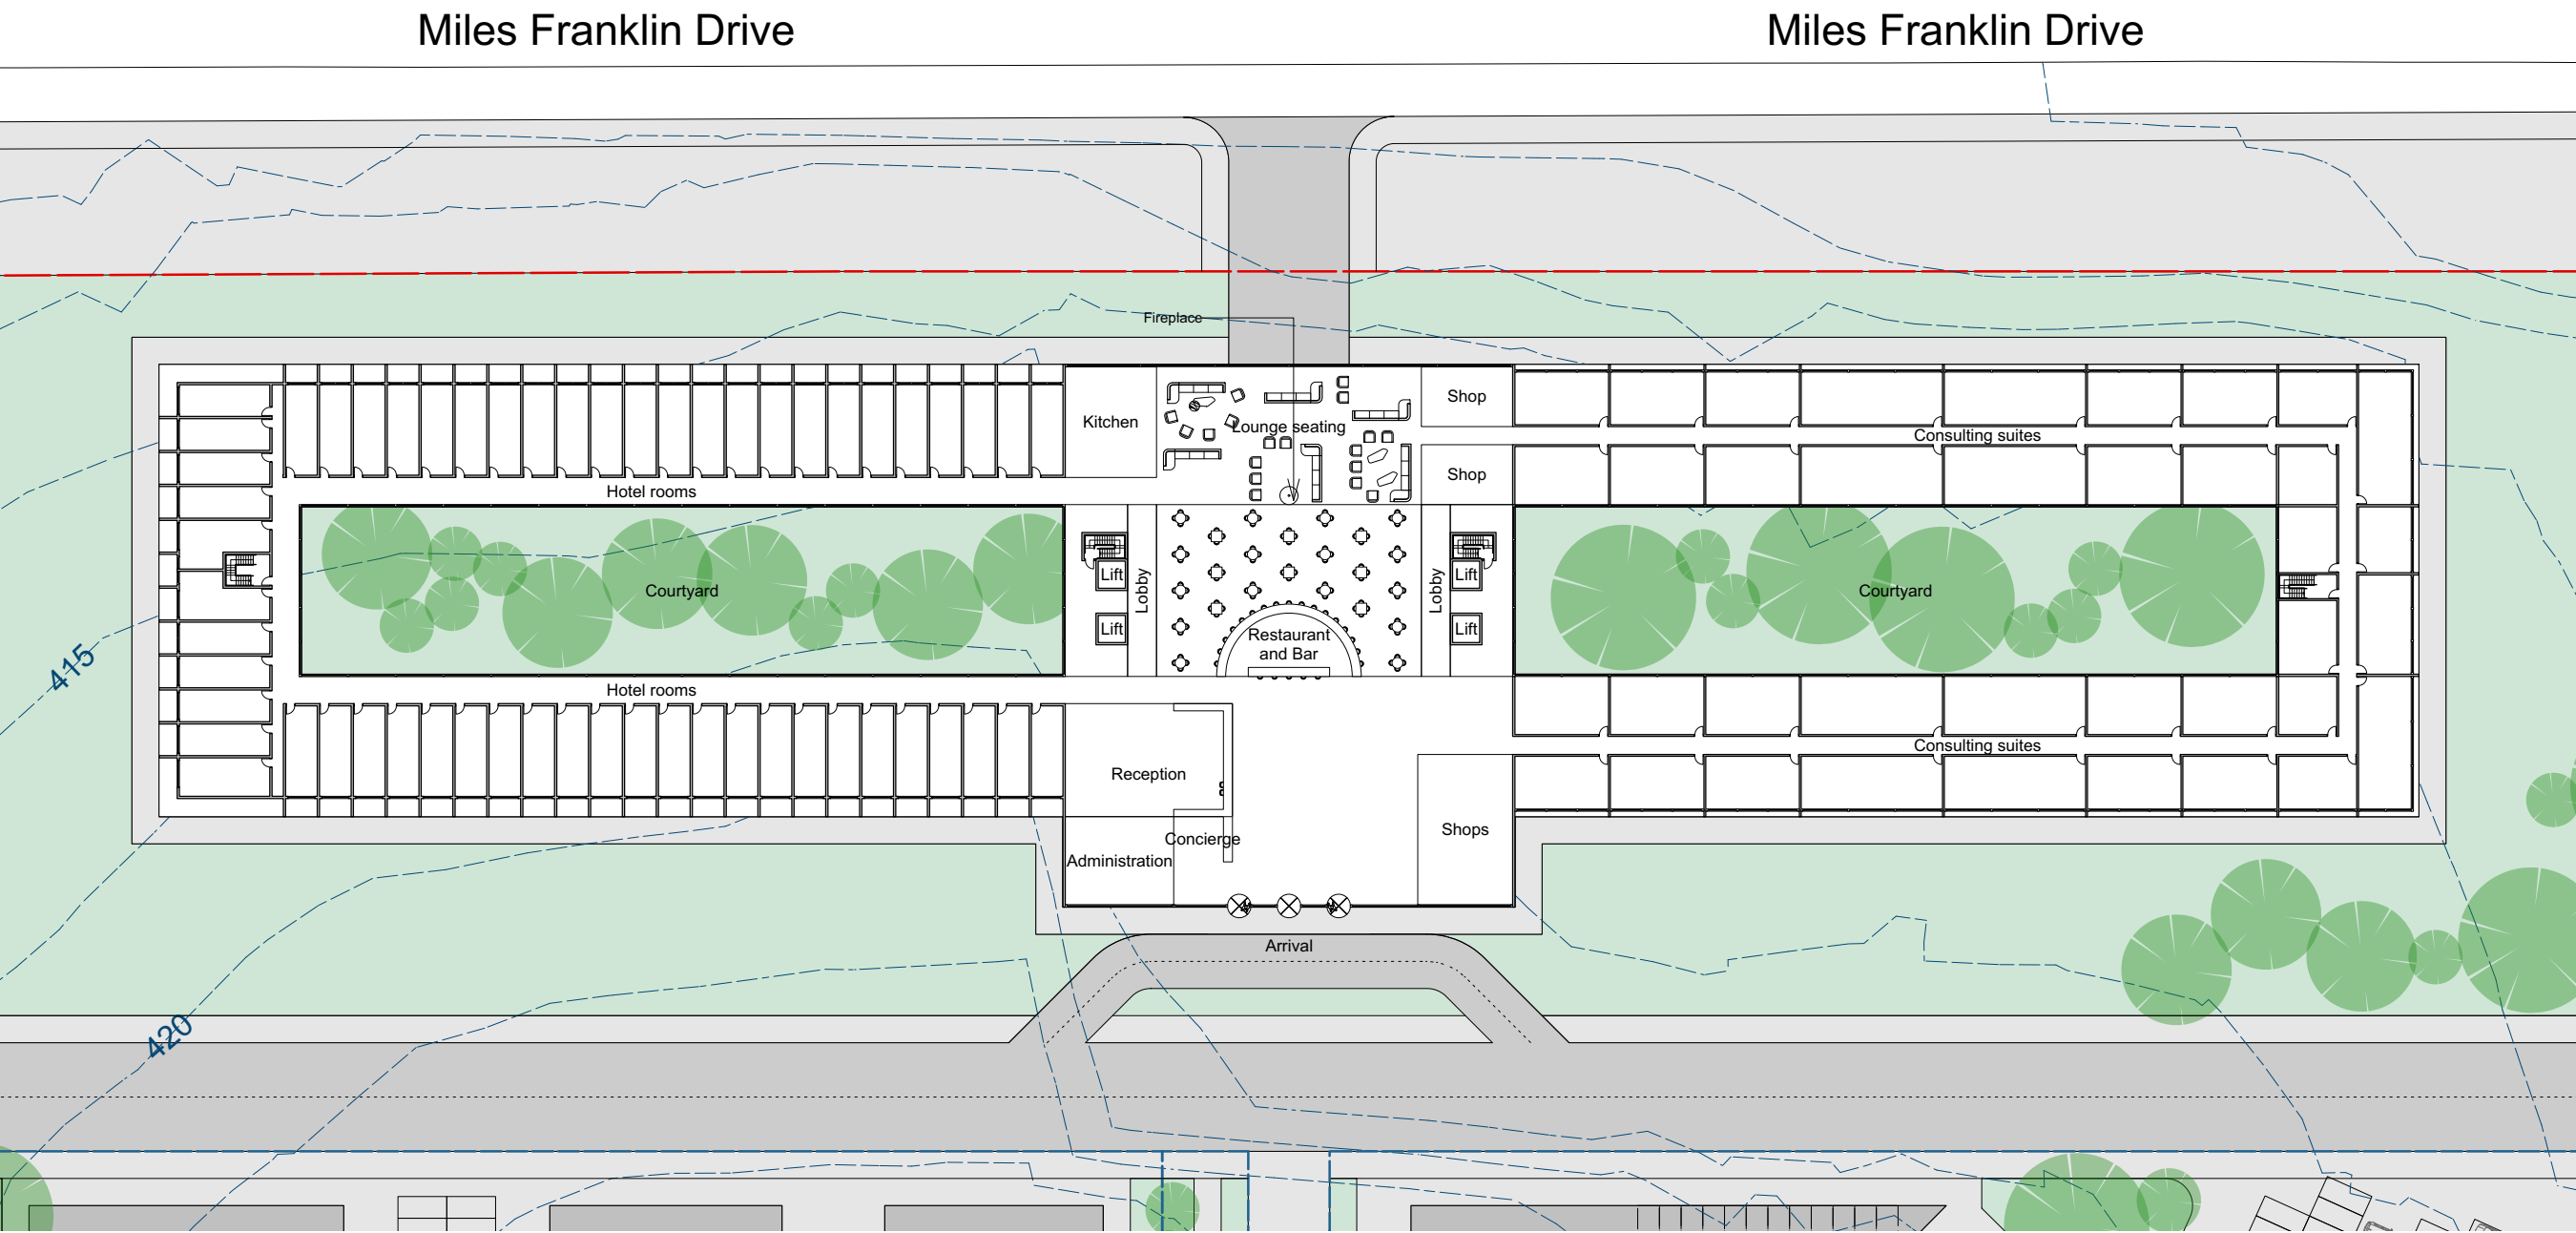 Miles Franklin Drive
Miles Franklin Drive
Fireplace
Kitchen
Lounge seating
Shop
Consulting suites
Shop
Hotel rooms
Lift
Lobby
Lobby
Lift
Courtyard
Courtyard
Lift
Restaurant
and Bar
Lift
415
Hotel rooms
Consulting suites
Reception
Concierge
Shops
Administration
Arrival
420